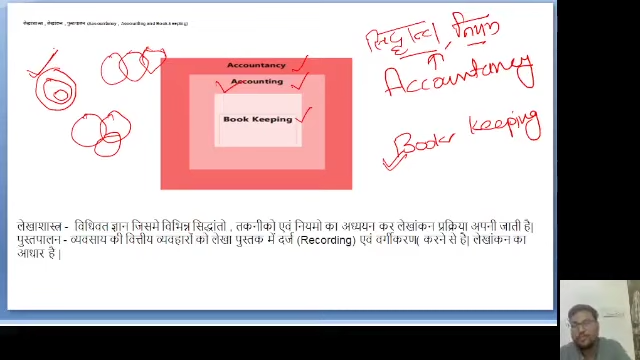 लेखाशास्त्र , लेखांकन , पुस्तपालन (Accountancy , Accounting and Book keeping)
सिद्धान्त , नियम
Accountancy
Accountancy
Accounting
Book Keeping
Book keeping
लेखाशास्त्र - विधिवत ज्ञान जिसमे विभिन्न सिद्धांतो , तकनीको एवं नियमो का अध्ययन कर लेखांकन प्रक्रिया अपनी जाती है|
पुस्तपालन - व्यवसाय की वित्तीय व्यवहारों को लेखा पुस्तक में दर्ज (Recording) एवं वर्गीकरण( करने से है| लेखांकन का
आधार है |